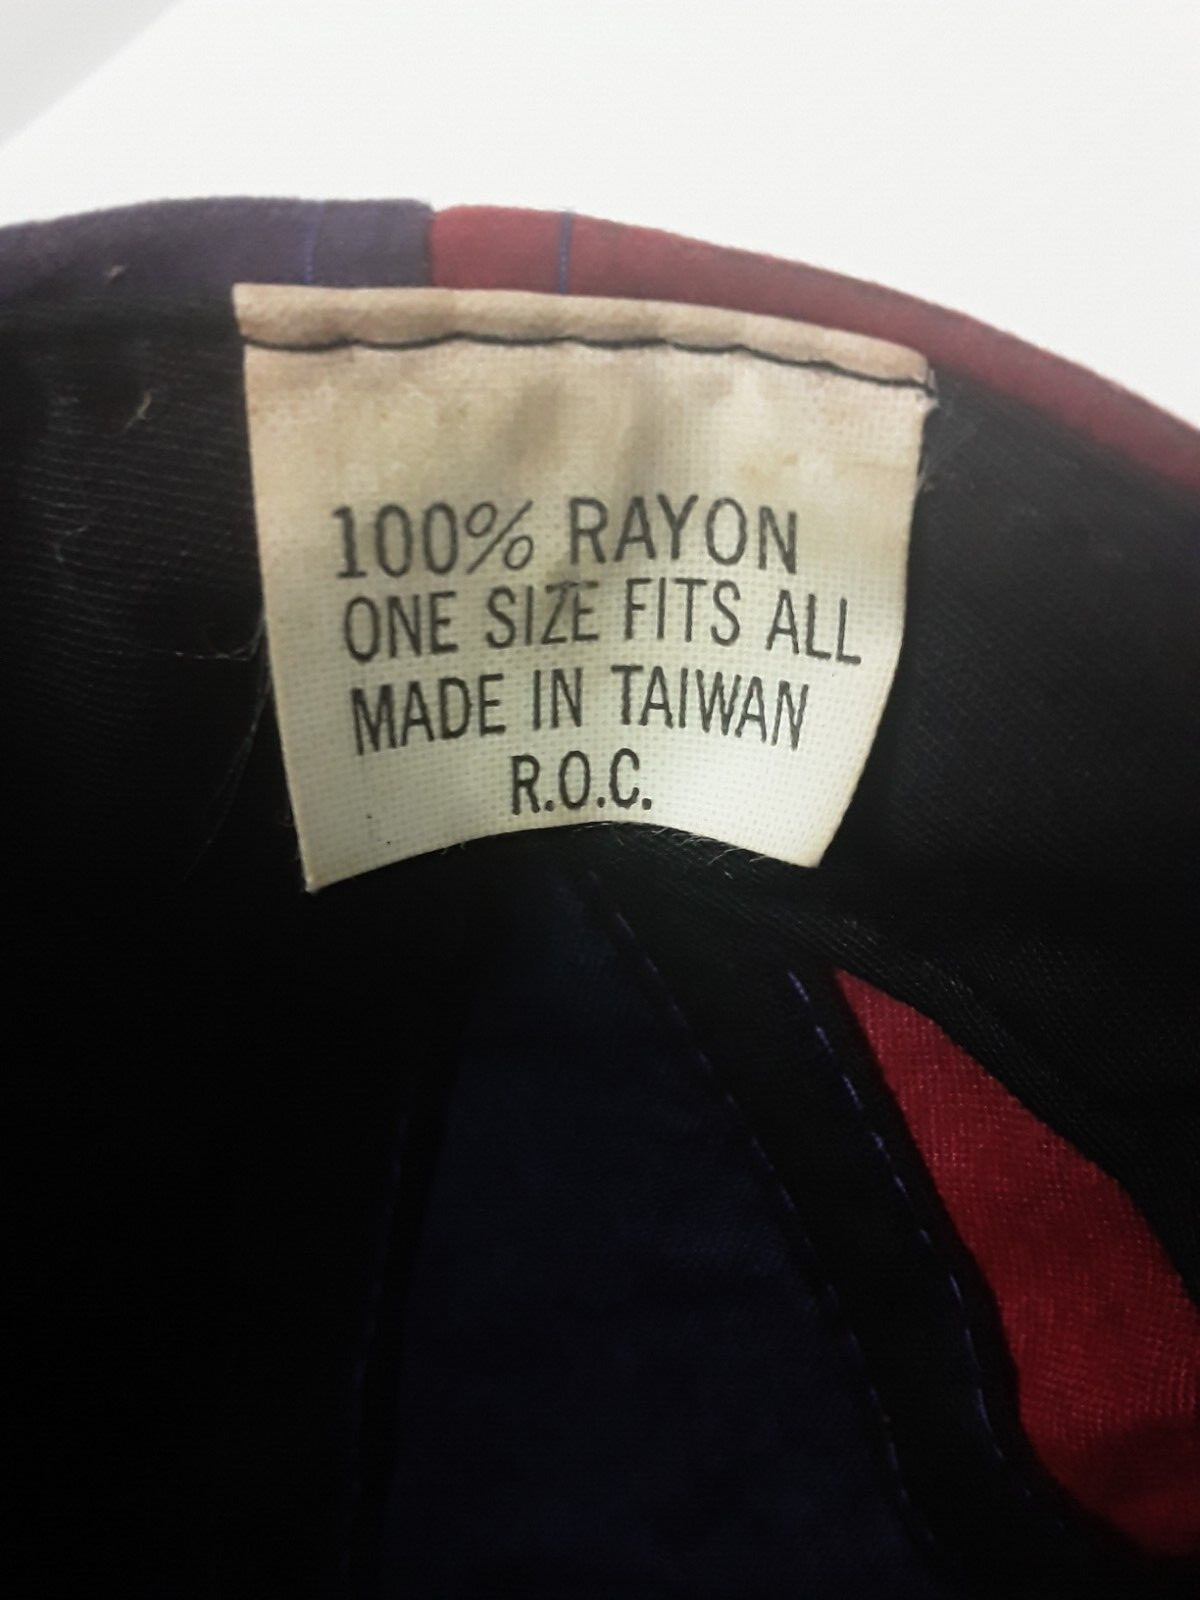 100% RAYON
ONE SIZE FITS ALL
MADE IN TAIWAN
R.O.C.